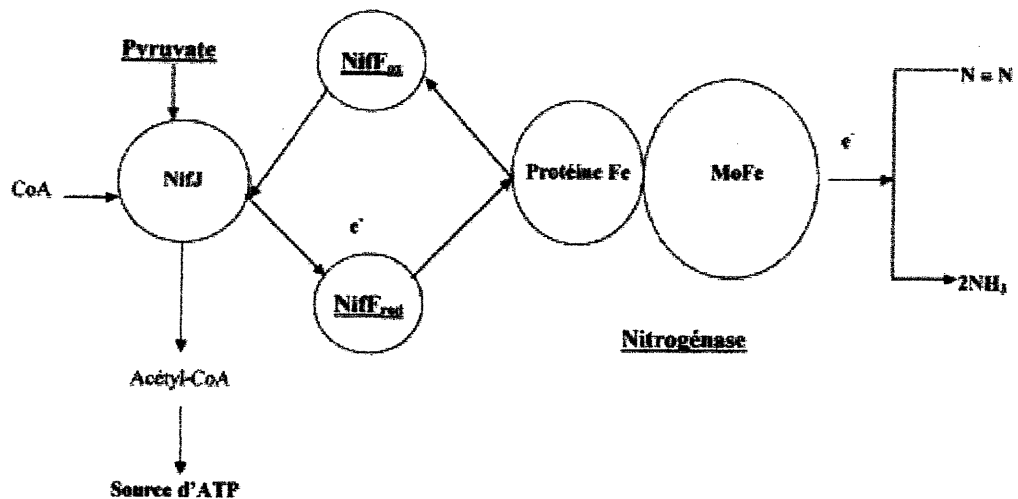 Pyruvate
NifF_ox
N ≡ N
e⁻
NifJ
Protéine Fe
MoFe
CoA
e⁻
NifF_red
2NH₃
Nitrogénase
Acétyl-CoA
Source d'ATP